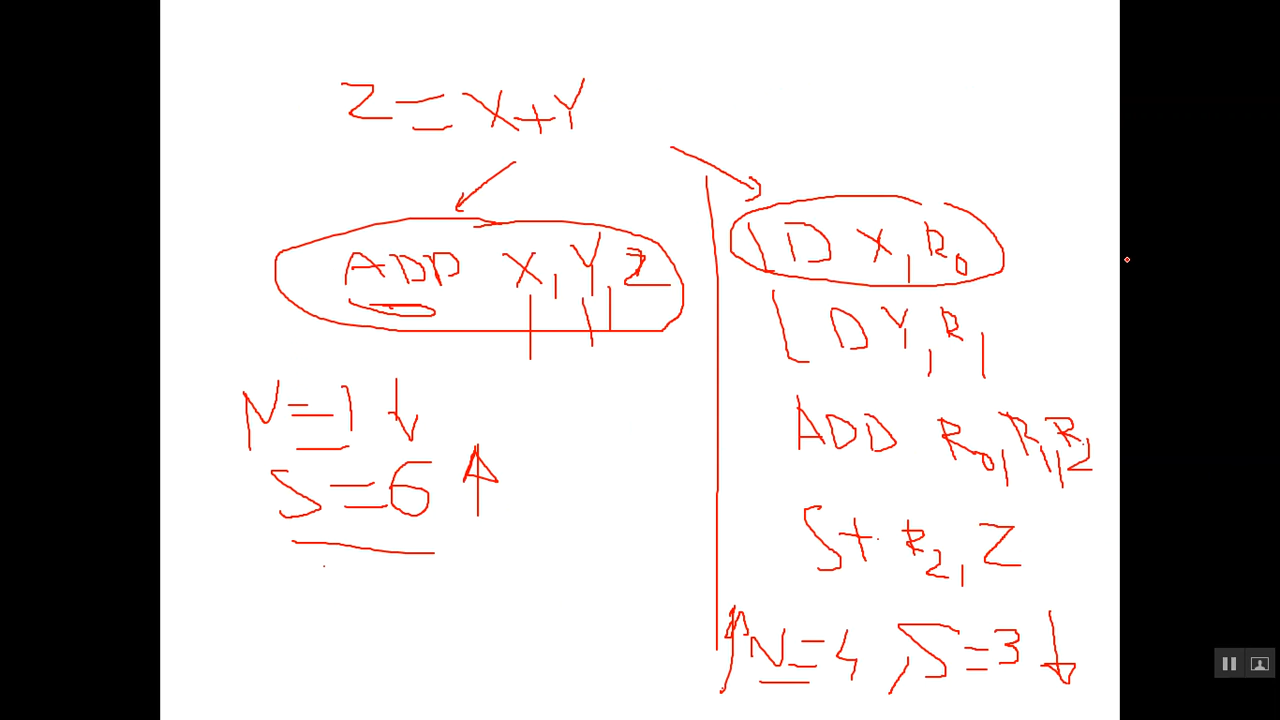 Z = X+Y
ADD X,Y,Z
N=1 ↓
S=6 ↑
LD X,R0
LD Y,R1
ADD R0,R1,R2
St R2,Z
↑N=4, S=3 ↓